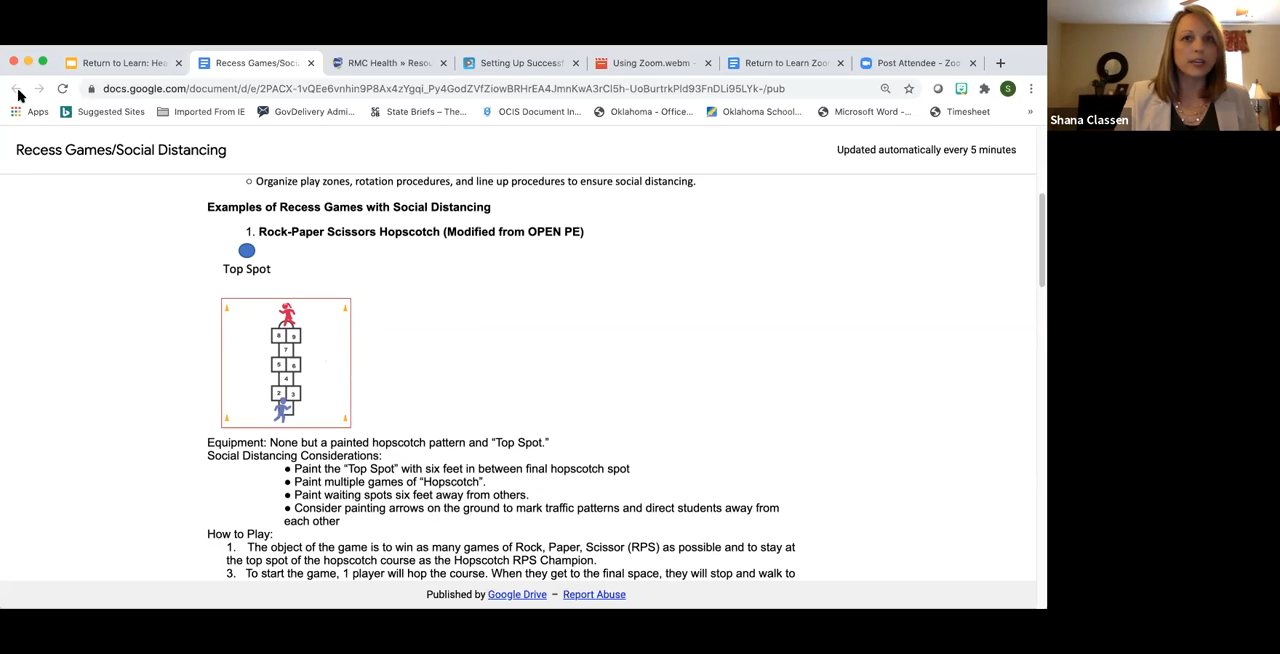 Return to Learn: Hea
Recess Games/Soci
RMC Health » Resou
Setting Up Successf
Using Zoom.webm -
Return to Learn Zoo
Post Attendee - Zoo
docs.google.com/document/d/e/2PACX-1vQEe6vnhin9P8Ax4zYgqi_Py4GodZVfZiowBRHrEA4JmnKwA3rCl5h-UoBurtrkPld93FnDLi95LYk-/pub
S
Apps
Suggested Sites
Imported From IE
GovDelivery Admi...
State Briefs – The...
OCIS Document In...
Oklahoma - Office...
Oklahoma School...
Microsoft Word -...
Timesheet
»
Shana Classen
Recess Games/Social Distancing
Updated automatically every 5 minutes
○ Organize play zones, rotation procedures, and line up procedures to ensure social distancing.
Examples of Recess Games with Social Distancing
1. Rock-Paper Scissors Hopscotch (Modified from OPEN PE)
Top Spot
8 9
7
5 6
4
2 3
Equipment: None but a painted hopscotch pattern and “Top Spot.”
Social Distancing Considerations:
● Paint the “Top Spot” with six feet in between final hopscotch spot
● Paint multiple games of “Hopscotch”.
● Paint waiting spots six feet away from others.
● Consider painting arrows on the ground to mark traffic patterns and direct students away from
each other
How to Play:
1. The object of the game is to win as many games of Rock, Paper, Scissor (RPS) as possible and to stay at
the top spot of the hopscotch course as the Hopscotch RPS Champion.
3. To start the game, 1 player will hop the course. When they get to the final space, they will stop and walk to
Published by Google Drive – Report Abuse